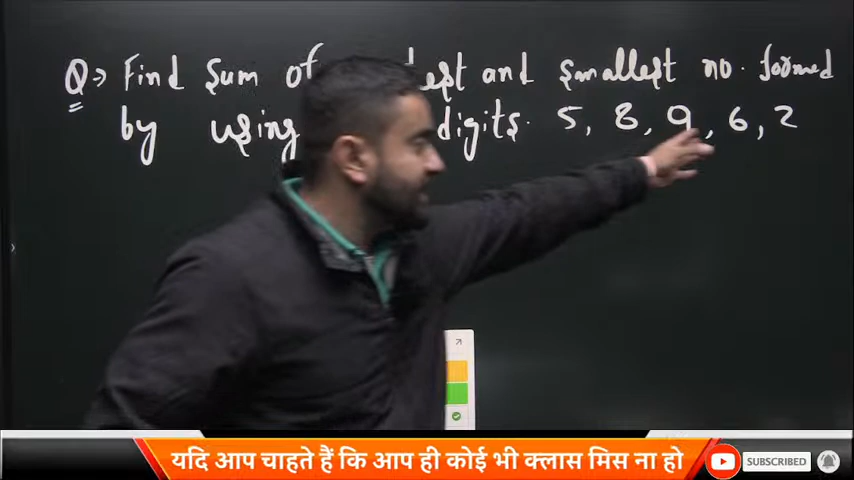 Q → Find sum of and smallest no. formed
by using digits. 5, 8, 9, 6, 2
यदि आप चाहते हैं कि आप ही कोई भी क्लास मिस ना हो
SUBSCRIBED